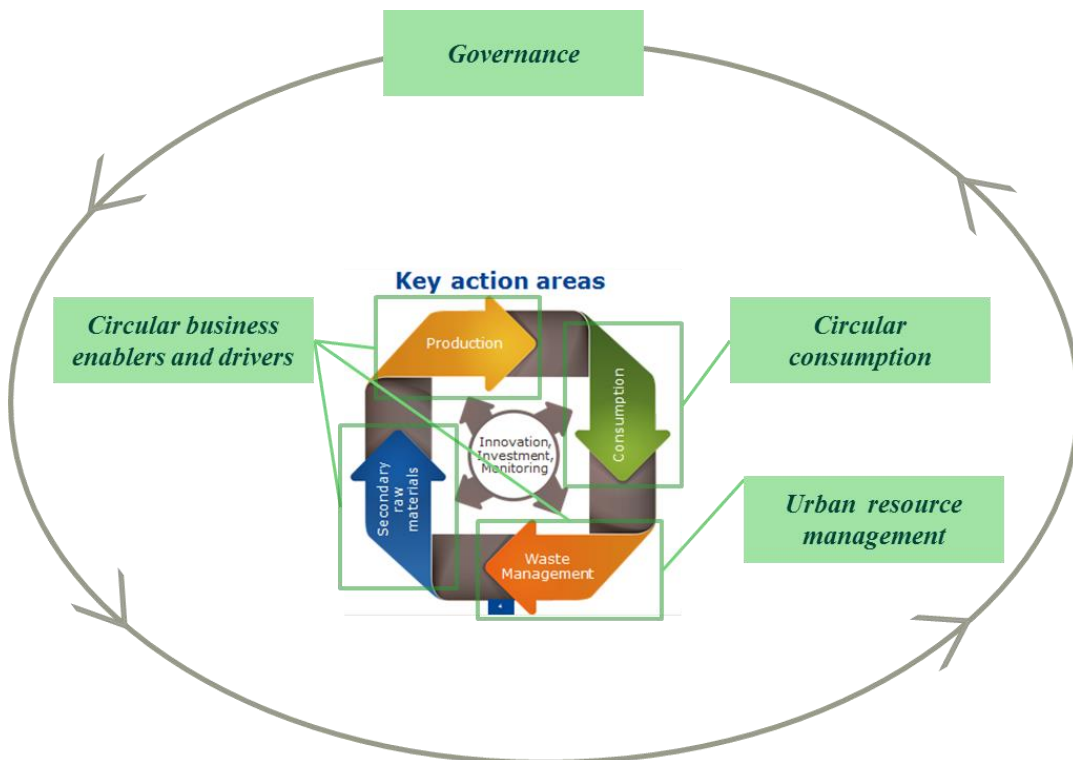 Governance
Key action areas
Circular business
enablers and drivers
Production
Circular
consumption
Consumption
Innovation,
Investment,
Monitoring
Secondary
raw
materials
Urban resource
management
Waste
Management
4